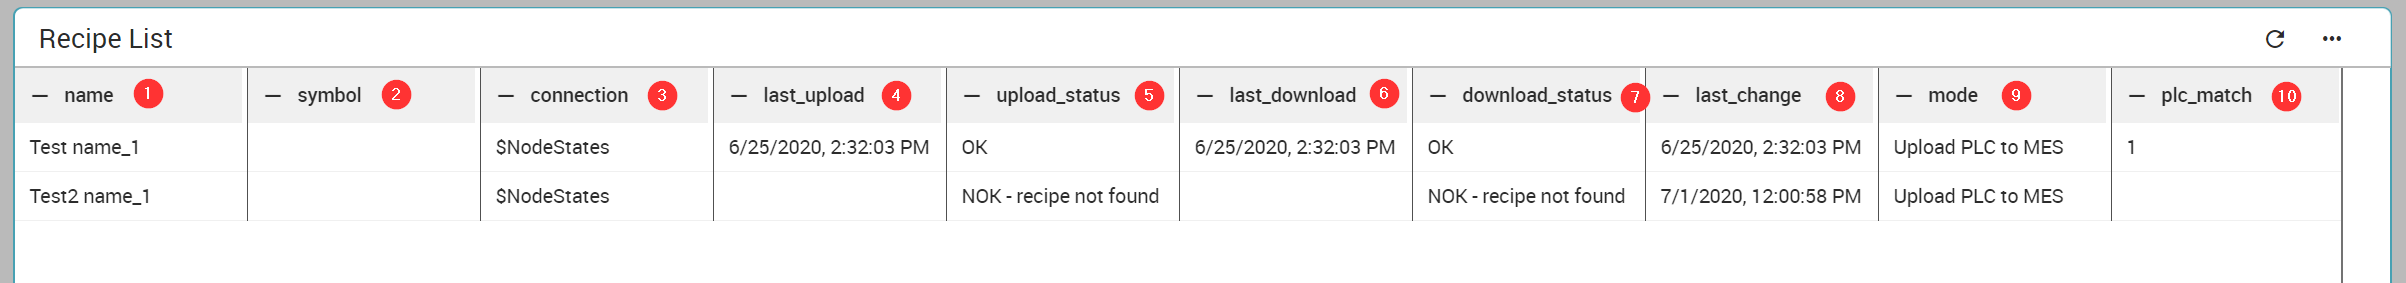 Recipe List
name 1 symbol 2 connection 3 last_upload 4 upload_status 5 last_download 6 download_status 7 last_change 8 mode 9 plc_match 10
Test name_1 $NodeStates 6/25/2020, 2:32:03 PM OK 6/25/2020, 2:32:03 PM OK 6/25/2020, 2:32:03 PM Upload PLC to MES 1
Test2 name_1 $NodeStates NOK - recipe not found NOK - recipe not found 7/1/2020, 12:00:58 PM Upload PLC to MES